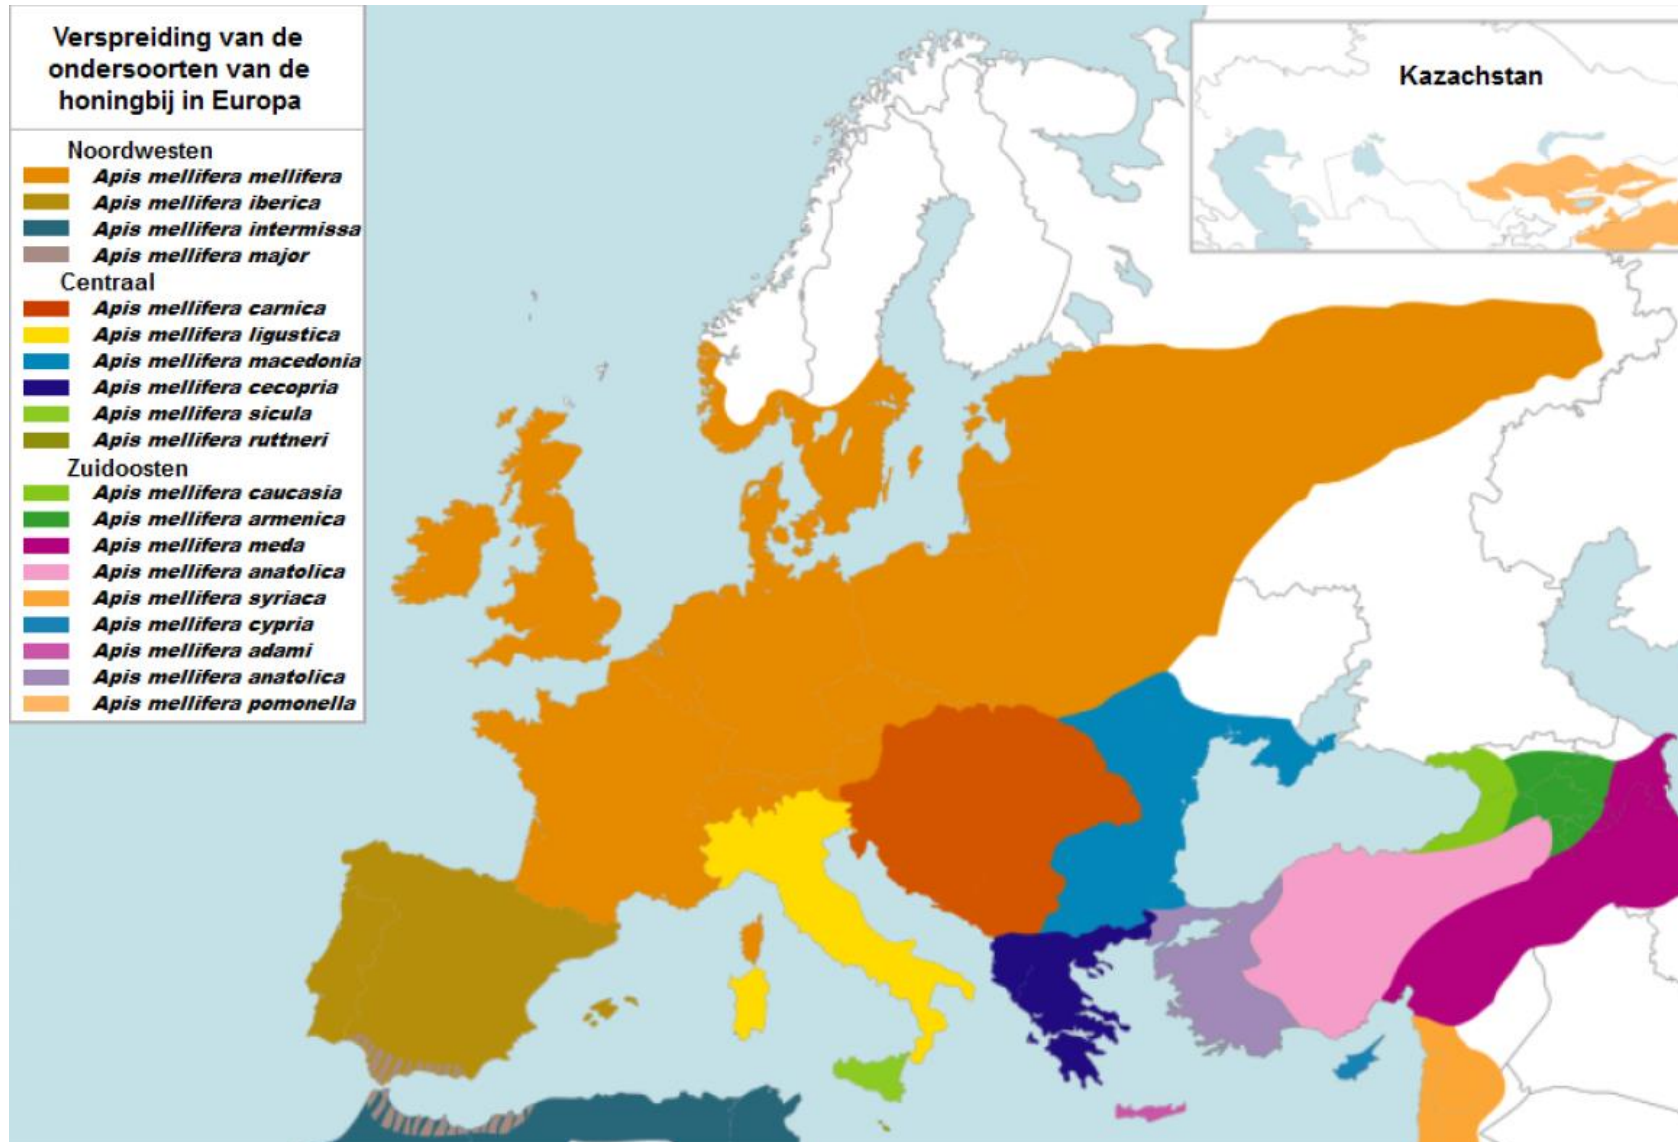 Verspreiding van de
ondersoorten van de
honingbij in Europa
Noordwesten
Apis mellifera mellifera
Apis mellifera iberica
Apis mellifera intermissa
Apis mellifera major
Centraal
Apis mellifera carnica
Apis mellifera ligustica
Apis mellifera macedonia
Apis mellifera cecopria
Apis mellifera sicula
Apis mellifera ruttneri
Zuidoosten
Apis mellifera caucasia
Apis mellifera armenica
Apis mellifera meda
Apis mellifera anatolica
Apis mellifera syriaca
Apis mellifera cypria
Apis mellifera adami
Apis mellifera anatolica
Apis mellifera pomonella
Kazachstan